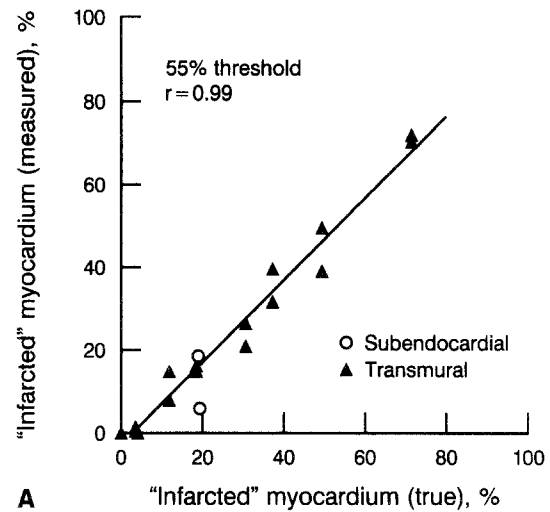 100
80
60
40
20
0
"Infarcted" myocardium (measured), %
55% threshold
r=0.99
Subendocardial
Transmural
0 20 40 60 80 100
A "Infarcted" myocardium (true), %